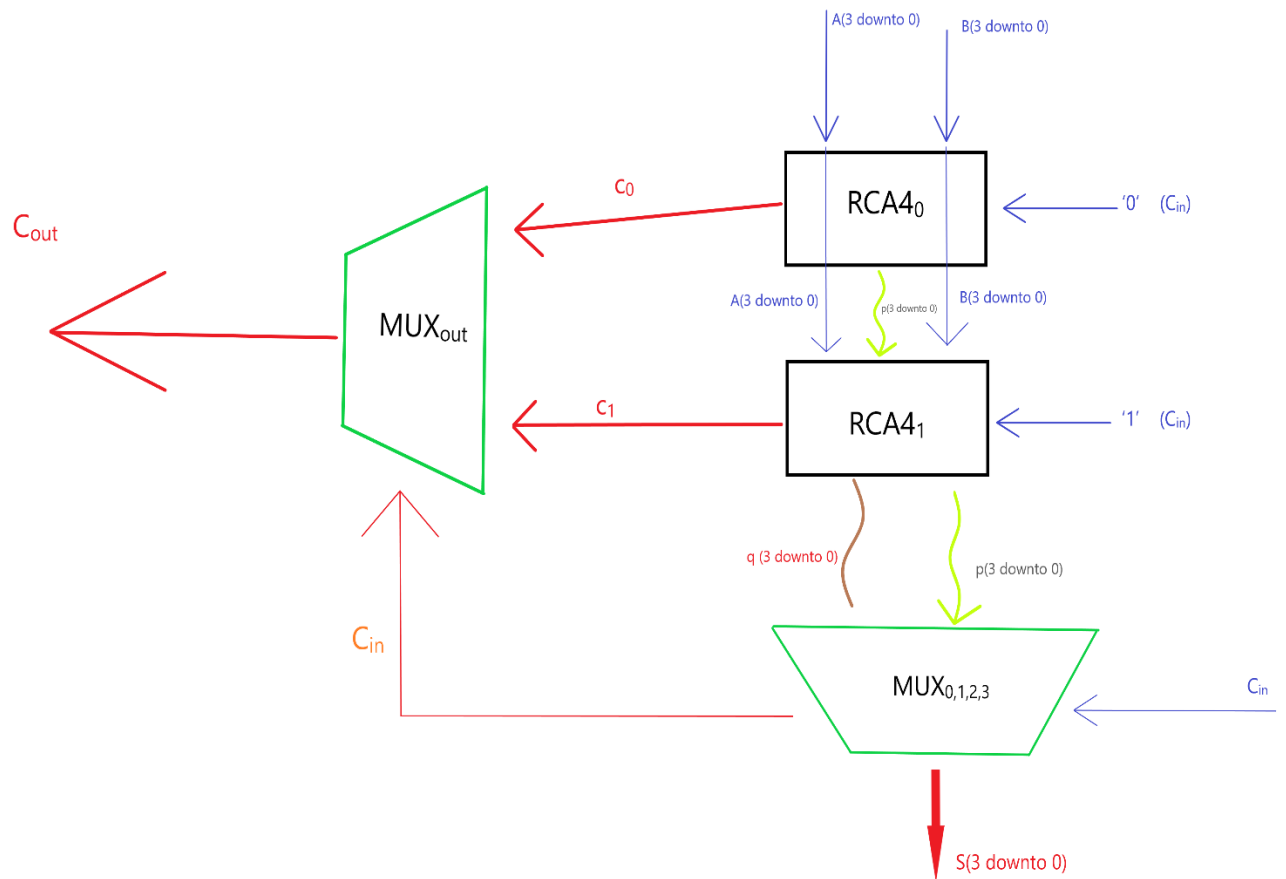 A(3 downto 0)
B(3 downto 0)
C₀
RCA4₀
'0' (Cᵢₙ)
Cₒᵤₜ
A(3 downto 0)
p(3 downto 0)
B(3 downto 0)
MUXₒᵤₜ
C₁
RCA4₁
'1' (Cᵢₙ)
q (3 downto 0)
p(3 downto 0)
Cᵢₙ
MUX₀,₁,₂,₃
Cᵢₙ
S(3 downto 0)